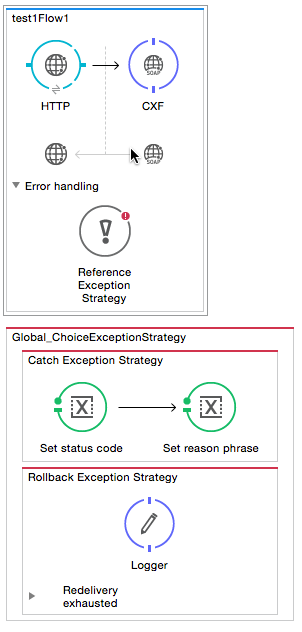 test1Flow1
HTTP
CXF
SOAP
SOAP
Error handling
Reference
Exception
Strategy
Global_ChoiceExceptionStrategy
Catch Exception Strategy
Set status code
Set reason phrase
Rollback Exception Strategy
Logger
Redelivery
exhausted